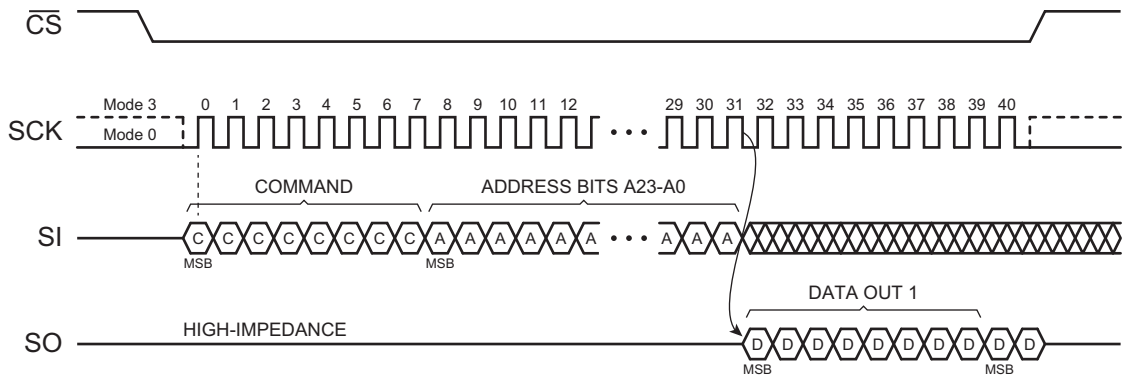 CS
Mode 3
0 1 2 3 4 5 6 7 8 9 10 11 12 29 30 31 32 33 34 35 36 37 38 39 40
SCK
Mode 0
COMMAND ADDRESS BITS A23-A0
SI C C C C C C C C A A A A A A A A A
MSB MSB
DATA OUT 1
HIGH-IMPEDANCE
SO D D D D D D D D D D
MSB MSB